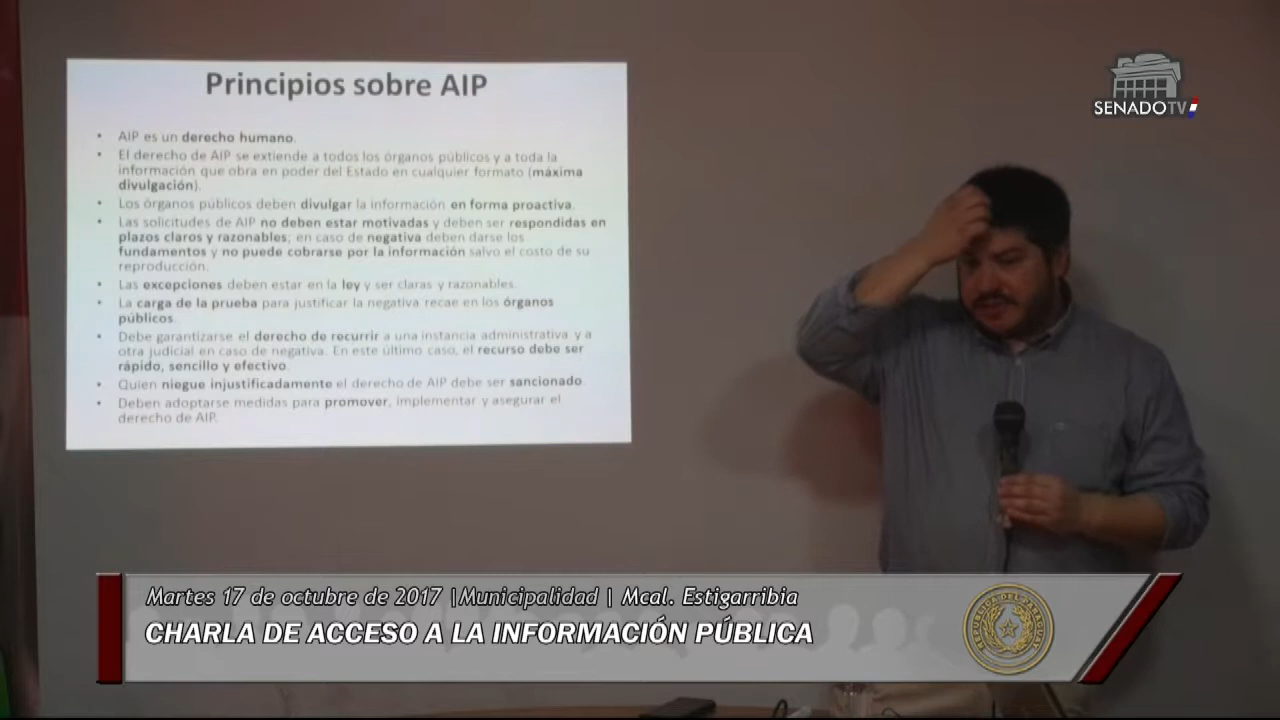 Principios sobre AIP
• AIP es un derecho humano.
• El derecho de AIP se extiende a todos los órganos públicos y a toda la
información que obra en poder del Estado en cualquier formato (máxima
divulgación).
• Los órganos públicos deben divulgar la información en forma proactiva.
• Las solicitudes de AIP no deben estar motivadas y deben ser respondidas en
plazos claros y razonables; en caso de negativa deben darse los
fundamentos y no puede cobrarse por la información salvo el costo de su
reproducción.
• Las excepciones deben estar en la ley y ser claras y razonables.
• La carga de la prueba para justificar la negativa recae en los órganos
públicos.
• Debe garantizarse el derecho de recurrir a una instancia administrativa y a
otra judicial en caso de negativa. En este último caso, el recurso debe ser
rápido, sencillo y efectivo.
• Quien niegue injustificadamente el derecho de AIP debe ser sancionado.
• Deben adoptarse medidas para promover, implementar y asegurar el
derecho de AIP.
SENADOTV
Martes 17 de octubre de 2017 |Municipalidad | Mcal. Estigarribia
CHARLA DE ACCESO A LA INFORMACIÓN PÚBLICA
REPUBLICA DEL PARAGUAY